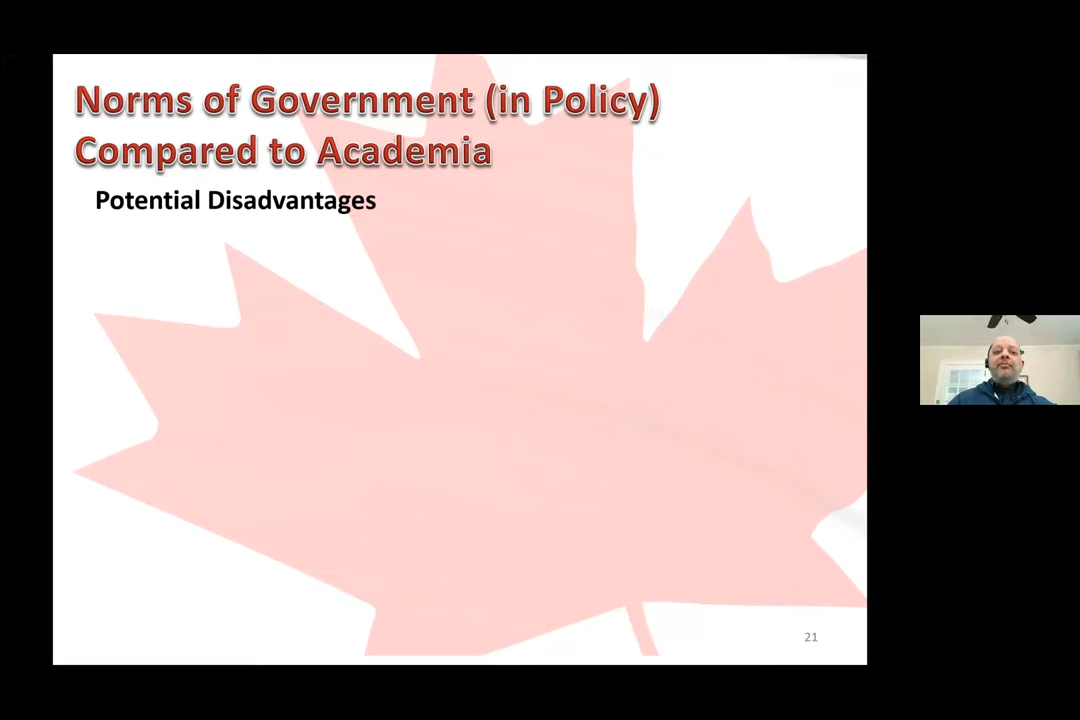 Norms of Government (in Policy)
Compared to Academia
Potential Disadvantages
21